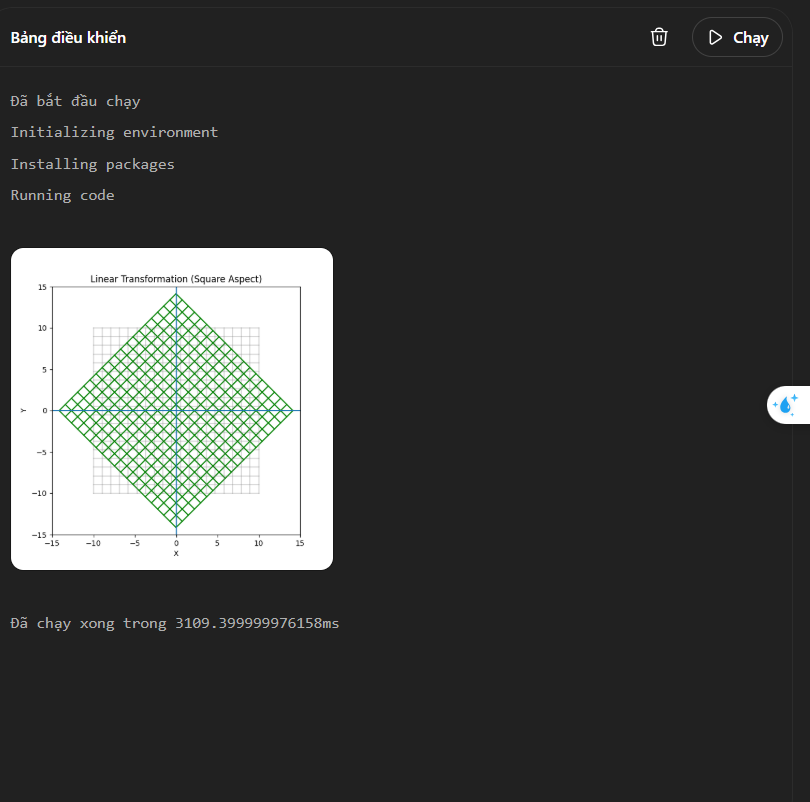 Bảng điều khiển
Chạy
Đã bắt đầu chạy
Initializing environment
Installing packages
Running code
Linear Transformation (Square Aspect)
15
10
5
0
−5
−10
−15
Y
−15 −10 −5 0 5 10 15
X
Đã chạy xong trong 3109.399999976158ms